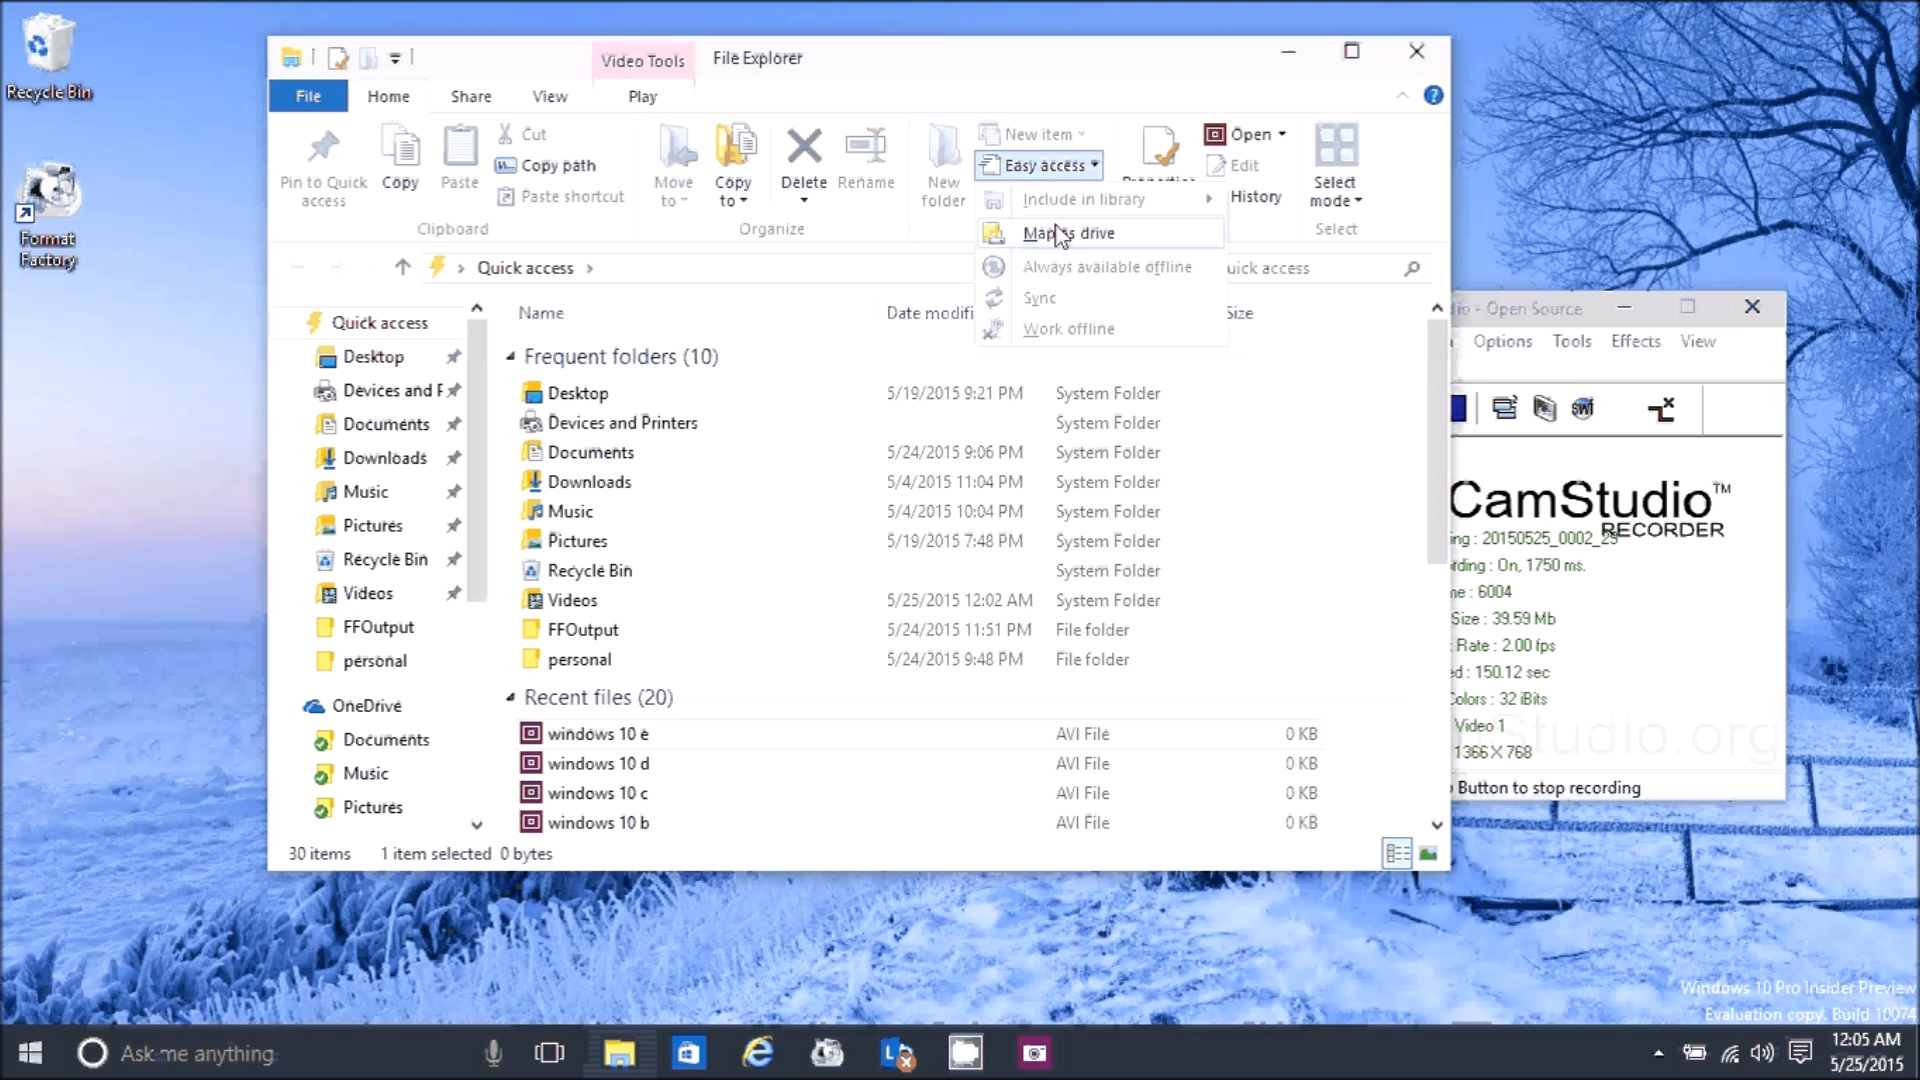 Recycle Bin
Format
Factory
Video Tools
File Explorer
File
Home
Share
View
Play
Pin to Quick
access
Copy
Paste
Cut
Copy path
Paste shortcut
Clipboard
Move
to
Copy
to
Delete
Rename
Organize
New
folder
New item
Easy access
Open
Edit
History
Select
mode
Select
Include in library
Map as drive
Always available offline
Sync
Work offline
Quick access
uick access
Name
Date modifi
Size
Quick access
Desktop
Devices and P
Documents
Downloads
Music
Pictures
Recycle Bin
Videos
FFOutput
personal
OneDrive
Documents
Music
Pictures
Frequent folders (10)
Desktop 5/19/2015 9:21 PM System Folder
Devices and Printers System Folder
Documents 5/24/2015 9:06 PM System Folder
Downloads 5/4/2015 11:04 PM System Folder
Music 5/4/2015 10:04 PM System Folder
Pictures 5/19/2015 7:48 PM System Folder
Recycle Bin System Folder
Videos 5/25/2015 12:02 AM System Folder
FFOutput 5/24/2015 11:51 PM File folder
personal 5/24/2015 9:48 PM File folder
Recent files (20)
windows 10 e AVI File 0 KB
windows 10 d AVI File 0 KB
windows 10 c AVI File 0 KB
windows 10 b AVI File 0 KB
30 items 1 item selected 0 bytes
dio - Open Source
Options Tools Effects View
CamStudio™
RECORDER
ng : 20150525_0002_29
rding : On, 1750 ms.
me : 6004
Size : 39.59 Mb
Rate : 2.00 fps
ed : 150.12 sec
Colors : 32 iBits
Video 1
1366 X 768
Studio.org
Button to stop recording
Windows 10 Pro Insider Preview
Evaluation copy. Build 10074
Ask me anything
12:05 AM
5/25/2015